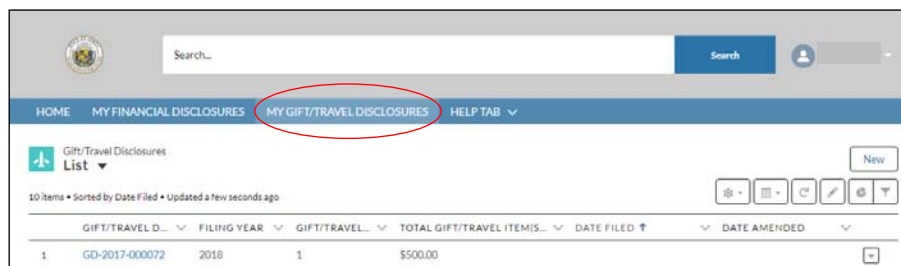 Search...
Search
HOME MY FINANCIAL DISCLOSURES MY GIFT/TRAVEL DISCLOSURES HELP TAB
Gift/Travel Disclosures
List
New
10 items • Sorted by Date Filed • Updated a few seconds ago
GIFT/TRAVEL D... FILING YEAR GIFT/TRAVEL... TOTAL GIFT/TRAVEL ITEM(S... DATE FILED ↑ DATE AMENDED
1 GD-2017-000072 2018 1 $500.00